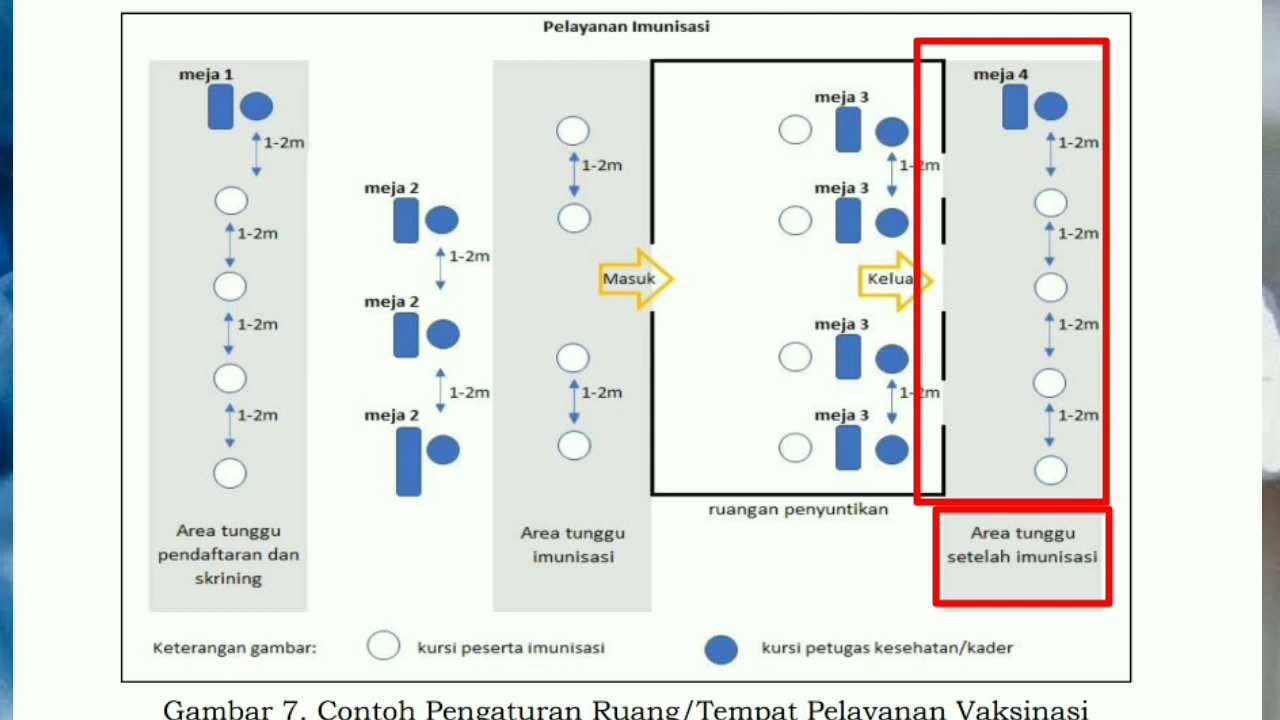 Pelayanan Imunisasi
meja 1
1-2m
1-2m
1-2m
1-2m
Area tunggu
pendaftaran dan
skrining
meja 2
1-2m
meja 2
1-2m
meja 2
1-2m
1-2m
Area tunggu
imunisasi
Masuk
meja 3
1-2m
meja 3
Kelua
meja 3
1-2m
meja 3
ruangan penyuntikan
meja 4
1-2m
1-2m
1-2m
1-2m
Area tunggu
setelah imunisasi
Keterangan gambar:
kursi peserta imunisasi
kursi petugas kesehatan/kader
Gambar 7. Contoh Pengaturan Ruang/Tempat Pelayanan Vaksinasi